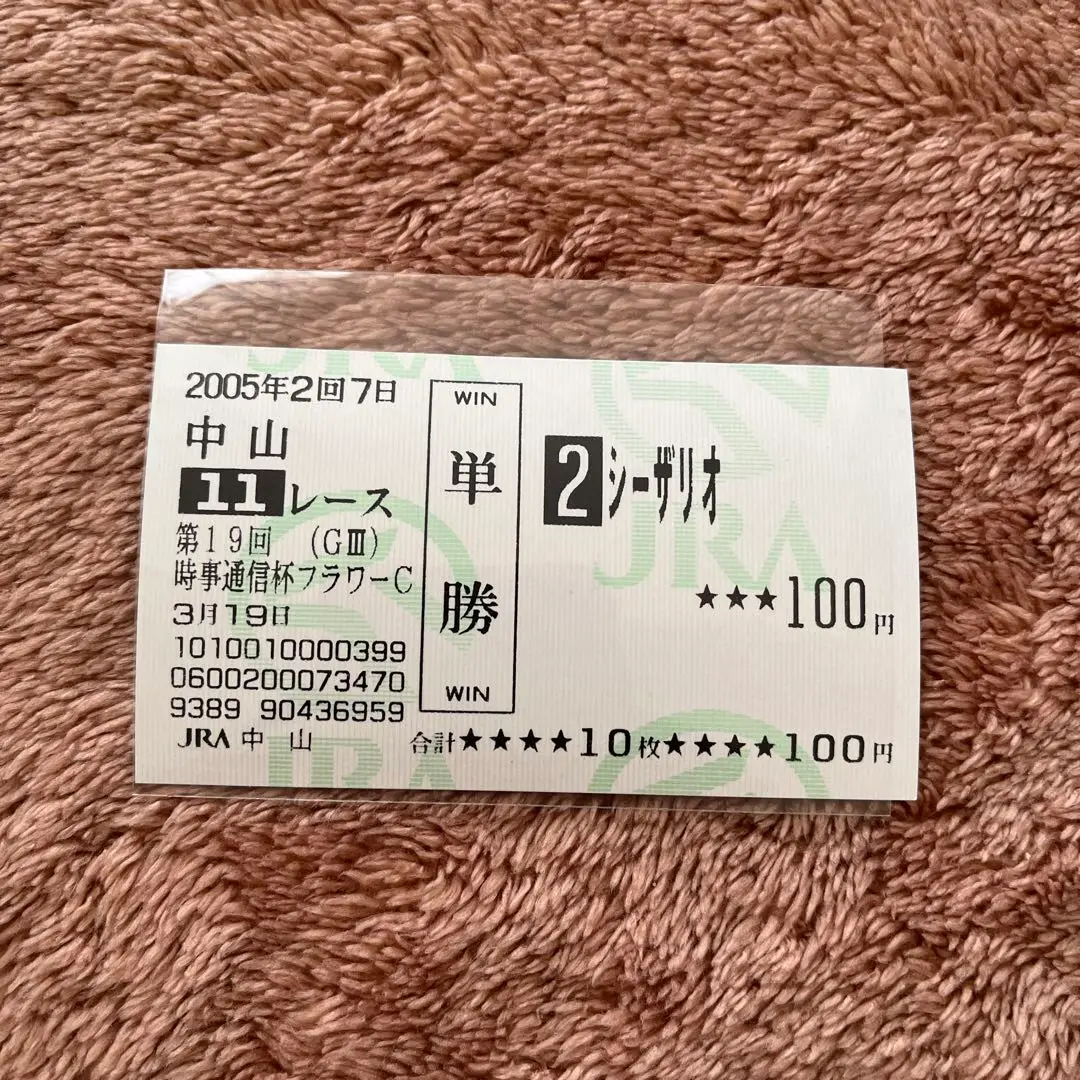 2005年2回7日
中山
11レース
第19回 (GⅢ)
時事通信杯フラワーC
3月19日
1010010000399
0600200073470
9389 90436959
JRA 中 山
WIN
単
勝
WIN
2 シーザリオ
★★★100円
合計★★★★10枚★★★★100円
JRA
JRA
JRA